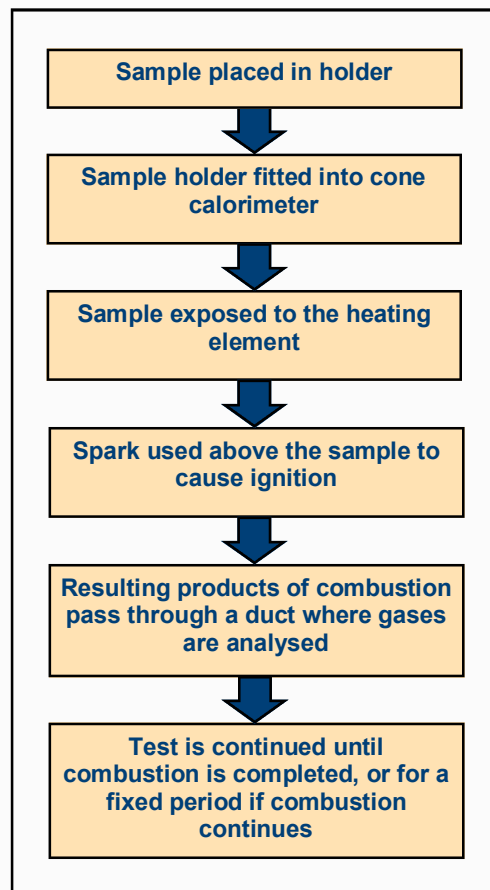 Sample placed in holder
Sample holder fitted into cone
calorimeter
Sample exposed to the heating
element
Spark used above the sample to
cause ignition
Resulting products of combustion
pass through a duct where gases
are analysed
Test is continued until
combustion is completed, or for a
fixed period if combustion
continues